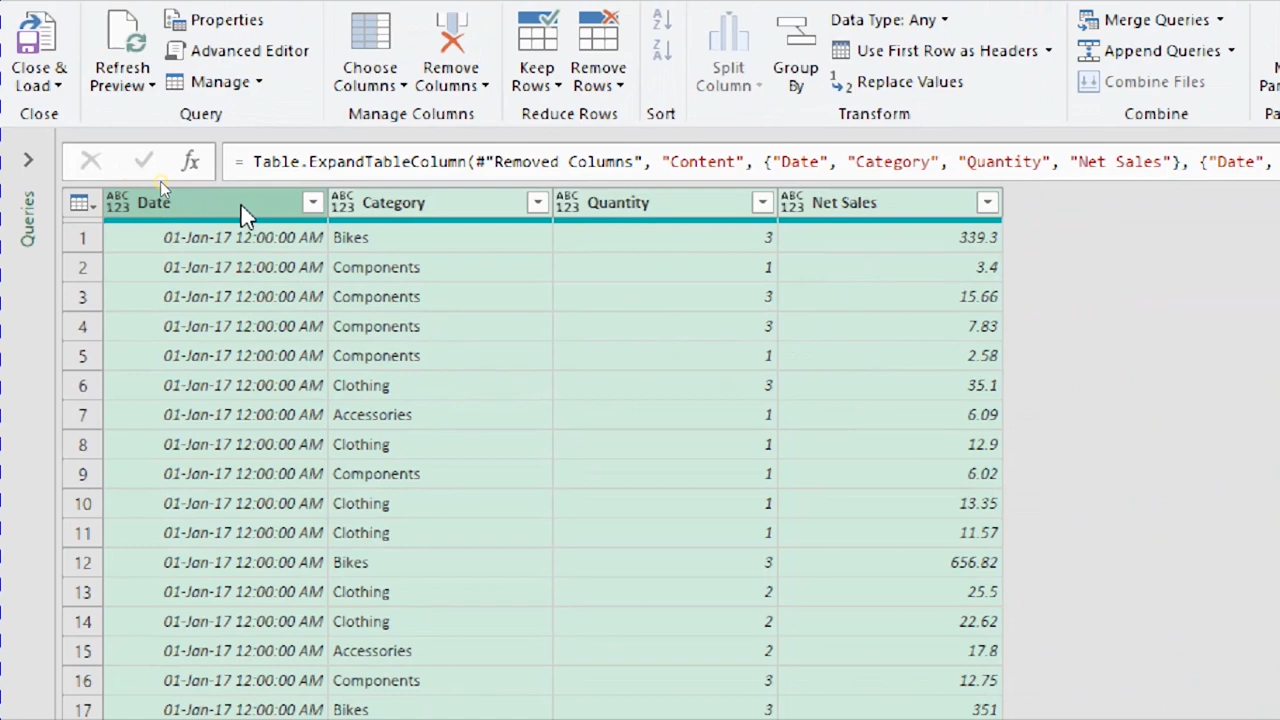 Close & Load
Close
Refresh Preview
Properties
Advanced Editor
Manage
Query
Choose Columns
Remove Columns
Manage Columns
Keep Rows
Remove Rows
Reduce Rows
A
Z
Z
A
Sort
Split Column
Group By
Data Type: Any
Use First Row as Headers
1
2
Replace Values
Transform
Merge Queries
Append Queries
Combine Files
Combine
Queries
fx
= Table.ExpandTableColumn(#"Removed Columns", "Content", {"Date", "Category", "Quantity", "Net Sales"}, {"Date",
ABC 123 Date ABC 123 Category ABC 123 Quantity ABC 123 Net Sales
1 01-Jan-17 12:00:00 AM Bikes 3 339.3
2 01-Jan-17 12:00:00 AM Components 1 3.4
3 01-Jan-17 12:00:00 AM Components 3 15.66
4 01-Jan-17 12:00:00 AM Components 3 7.83
5 01-Jan-17 12:00:00 AM Components 1 2.58
6 01-Jan-17 12:00:00 AM Clothing 3 35.1
7 01-Jan-17 12:00:00 AM Accessories 1 6.09
8 01-Jan-17 12:00:00 AM Clothing 1 12.9
9 01-Jan-17 12:00:00 AM Components 1 6.02
10 01-Jan-17 12:00:00 AM Clothing 1 13.35
11 01-Jan-17 12:00:00 AM Clothing 1 11.57
12 01-Jan-17 12:00:00 AM Bikes 3 656.82
13 01-Jan-17 12:00:00 AM Clothing 2 25.5
14 01-Jan-17 12:00:00 AM Clothing 2 22.62
15 01-Jan-17 12:00:00 AM Accessories 2 17.8
16 01-Jan-17 12:00:00 AM Components 3 12.75
17 01-Jan-17 12:00:00 AM Bikes 3 351